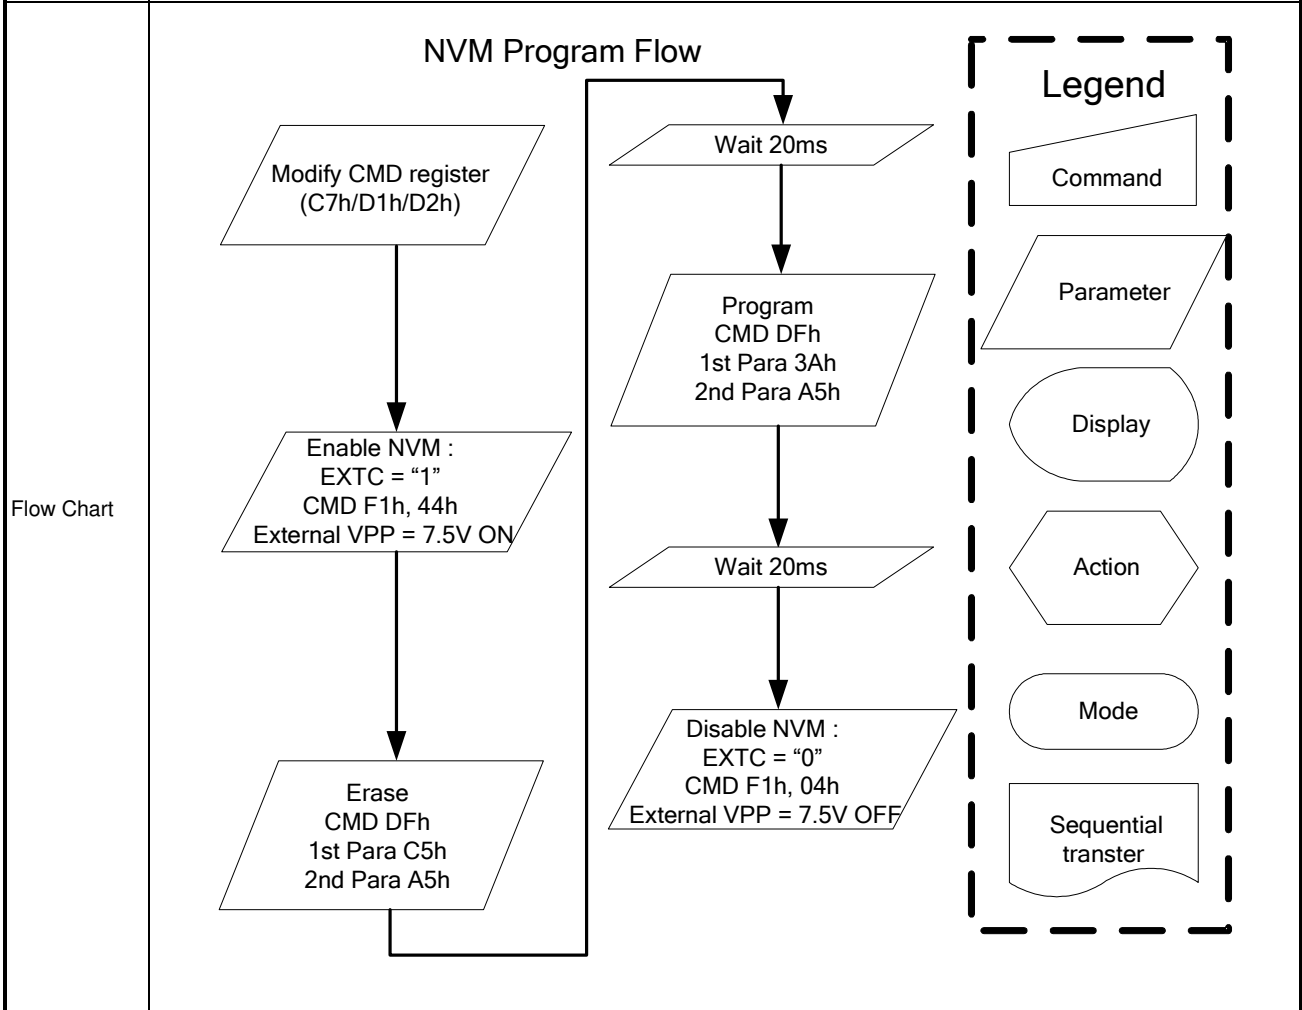 Flow Chart
NVM Program Flow
Modify CMD register
(C7h/D1h/D2h)
Enable NVM :
EXTC = “1”
CMD F1h, 44h
External VPP = 7.5V ON
Erase
CMD DFh
1st Para C5h
2nd Para A5h
Wait 20ms
Program
CMD DFh
1st Para 3Ah
2nd Para A5h
Wait 20ms
Disable NVM :
EXTC = “0”
CMD F1h, 04h
External VPP = 7.5V OFF
Legend
Command
Parameter
Display
Action
Mode
Sequential
transter